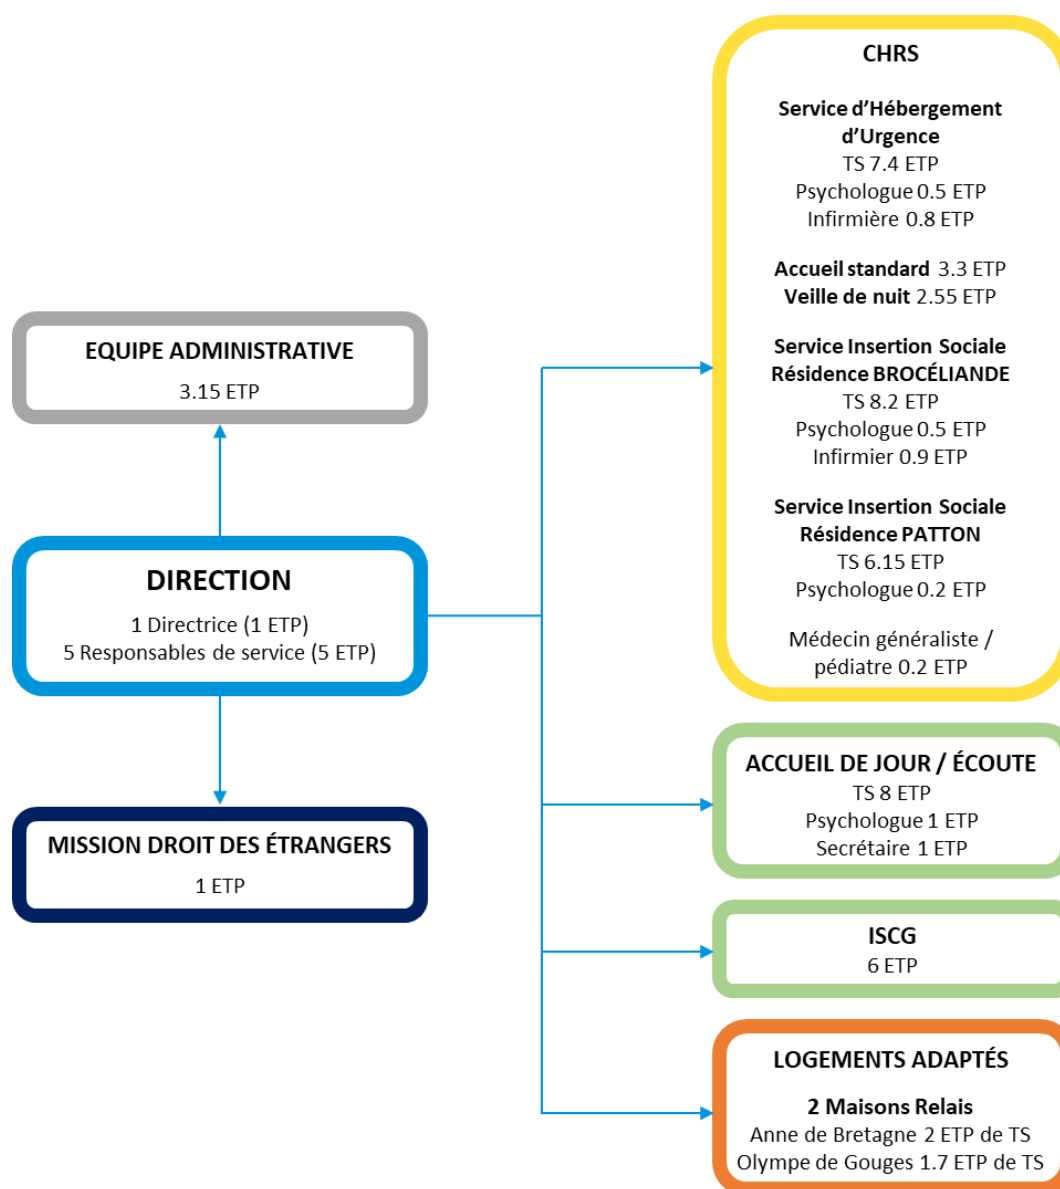 EQUIPE ADMINISTRATIVE
3.15 ETP
DIRECTION
1 Directrice (1 ETP)
5 Responsables de service (5 ETP)
MISSION DROIT DES ÉTRANGERS
1 ETP
CHRS
Service d’Hébergement
d’Urgence
TS 7.4 ETP
Psychologue 0.5 ETP
Infirmière 0.8 ETP
Accueil standard 3.3 ETP
Veille de nuit 2.55 ETP
Service Insertion Sociale
Résidence BROCÉLIANDE
TS 8.2 ETP
Psychologue 0.5 ETP
Infirmier 0.9 ETP
Service Insertion Sociale
Résidence PATTON
TS 6.15 ETP
Psychologue 0.2 ETP
Médecin généraliste /
pédiatre 0.2 ETP
ACCUEIL DE JOUR / ÉCOUTE
TS 8 ETP
Psychologue 1 ETP
Secrétaire 1 ETP
ISCG
6 ETP
LOGEMENTS ADAPTÉS
2 Maisons Relais
Anne de Bretagne 2 ETP de TS
Olympe de Gouges 1.7 ETP de TS